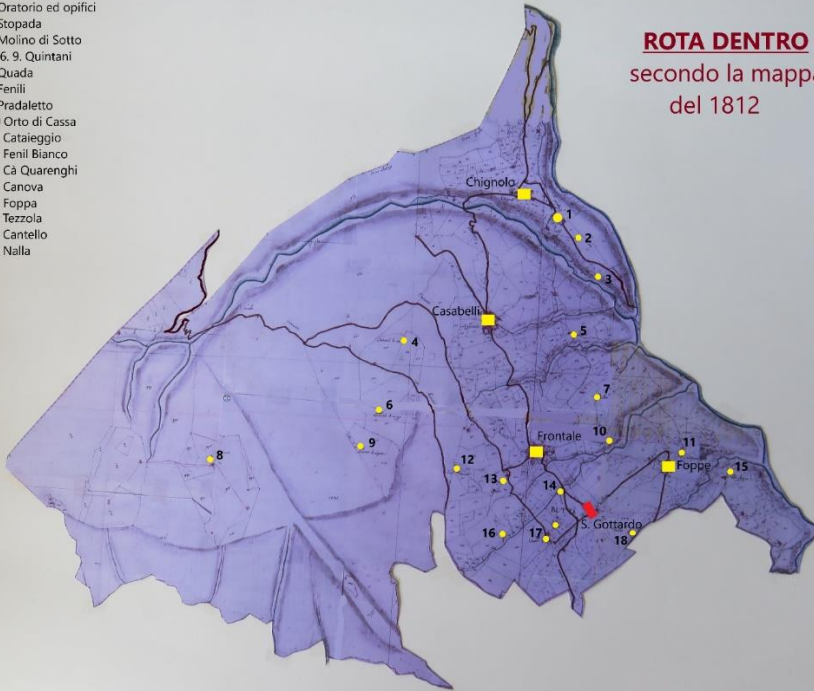 Oratorio ed opifici
Stopada
Molino di Sotto
6. 9. Quintani
Quada
Fenili
Pradaletto
Orto di Cassa
Cataieggio
Fenil Bianco
Cà Quarenghi
Canova
Foppa
Tezzola
Cantello
Nalla
ROTA DENTRO
secondo la mappa
del 1812
Chignolo
1
2
3
Casabelli
5
4
7
6
Frontale
10
9
11
8
12
Foppe
15
13
14
S. Gottardo
16
17
18